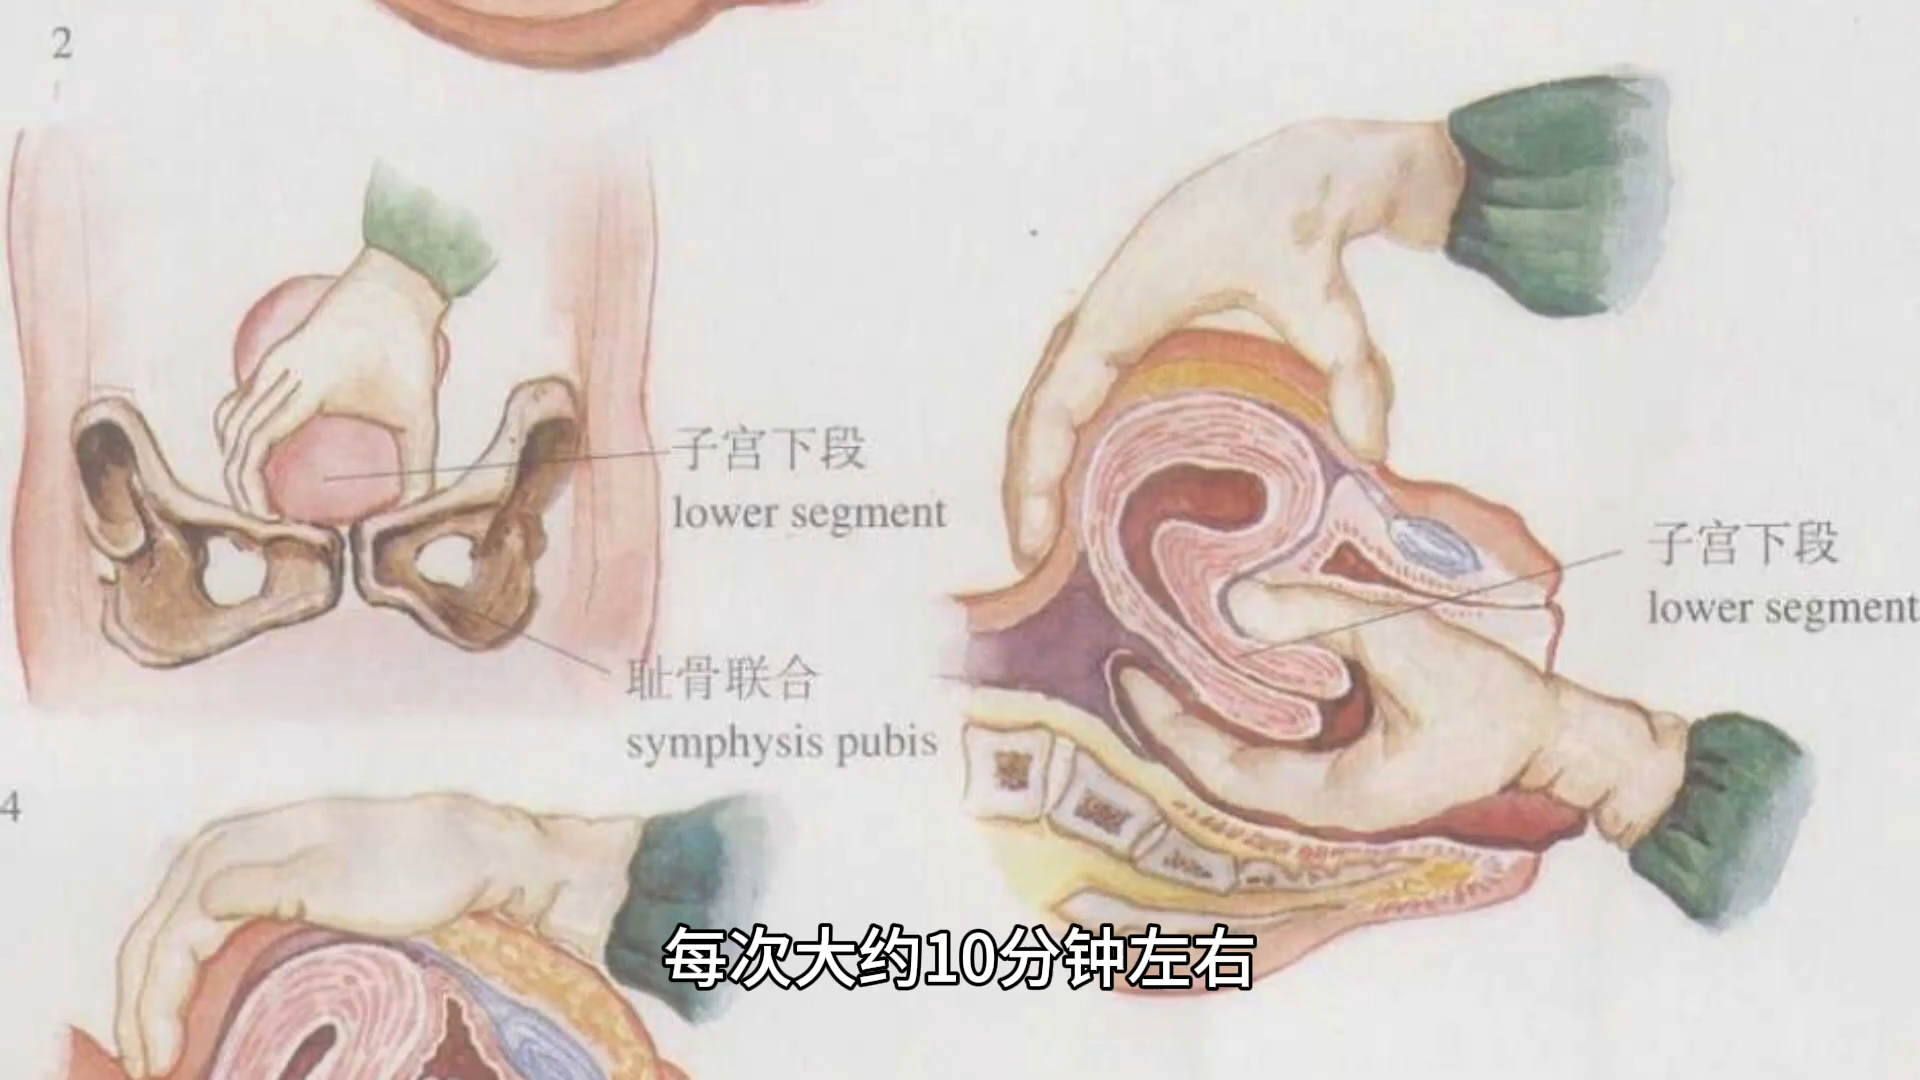 2
子宫下段
lower segment
耻骨联合
symphysis pubis
子宫下段
lower segment
4
每次大约10分钟左右